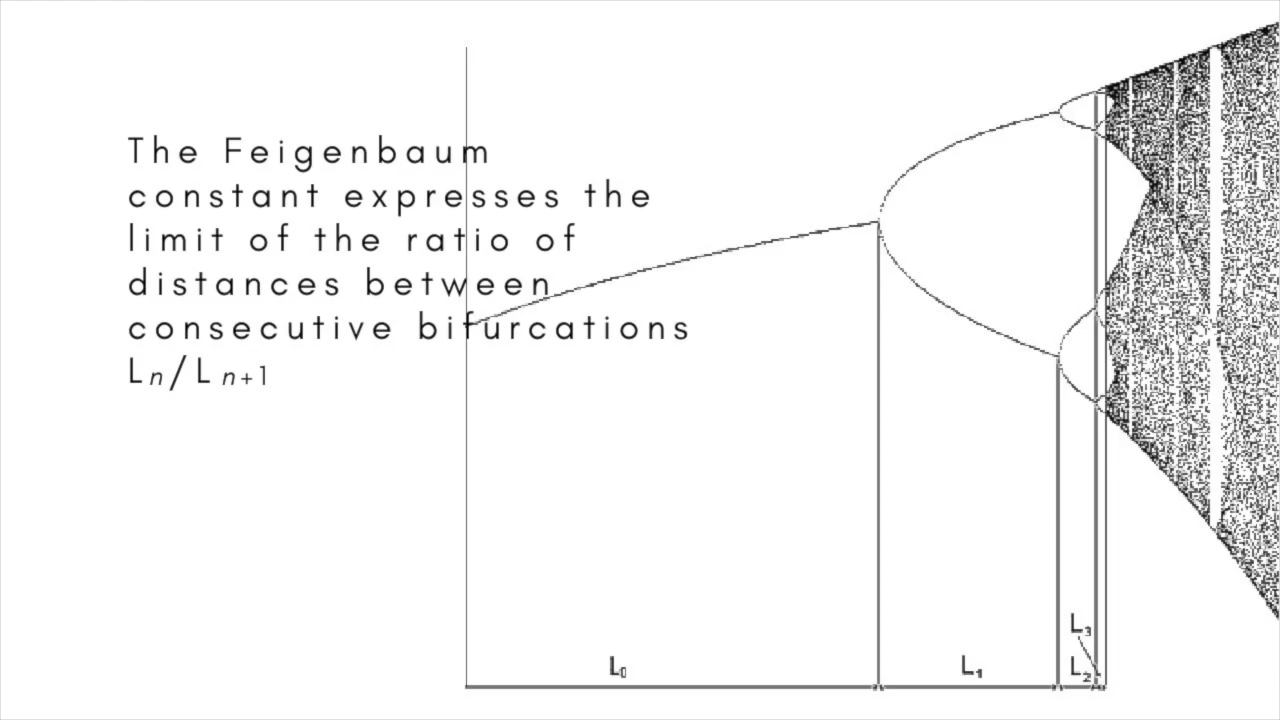 The Feigenbaum
constant expresses the
limit of the ratio of
distances between
consecutive bifurcations
Ln/Ln+1
L₃
L₀
L₁
L₂